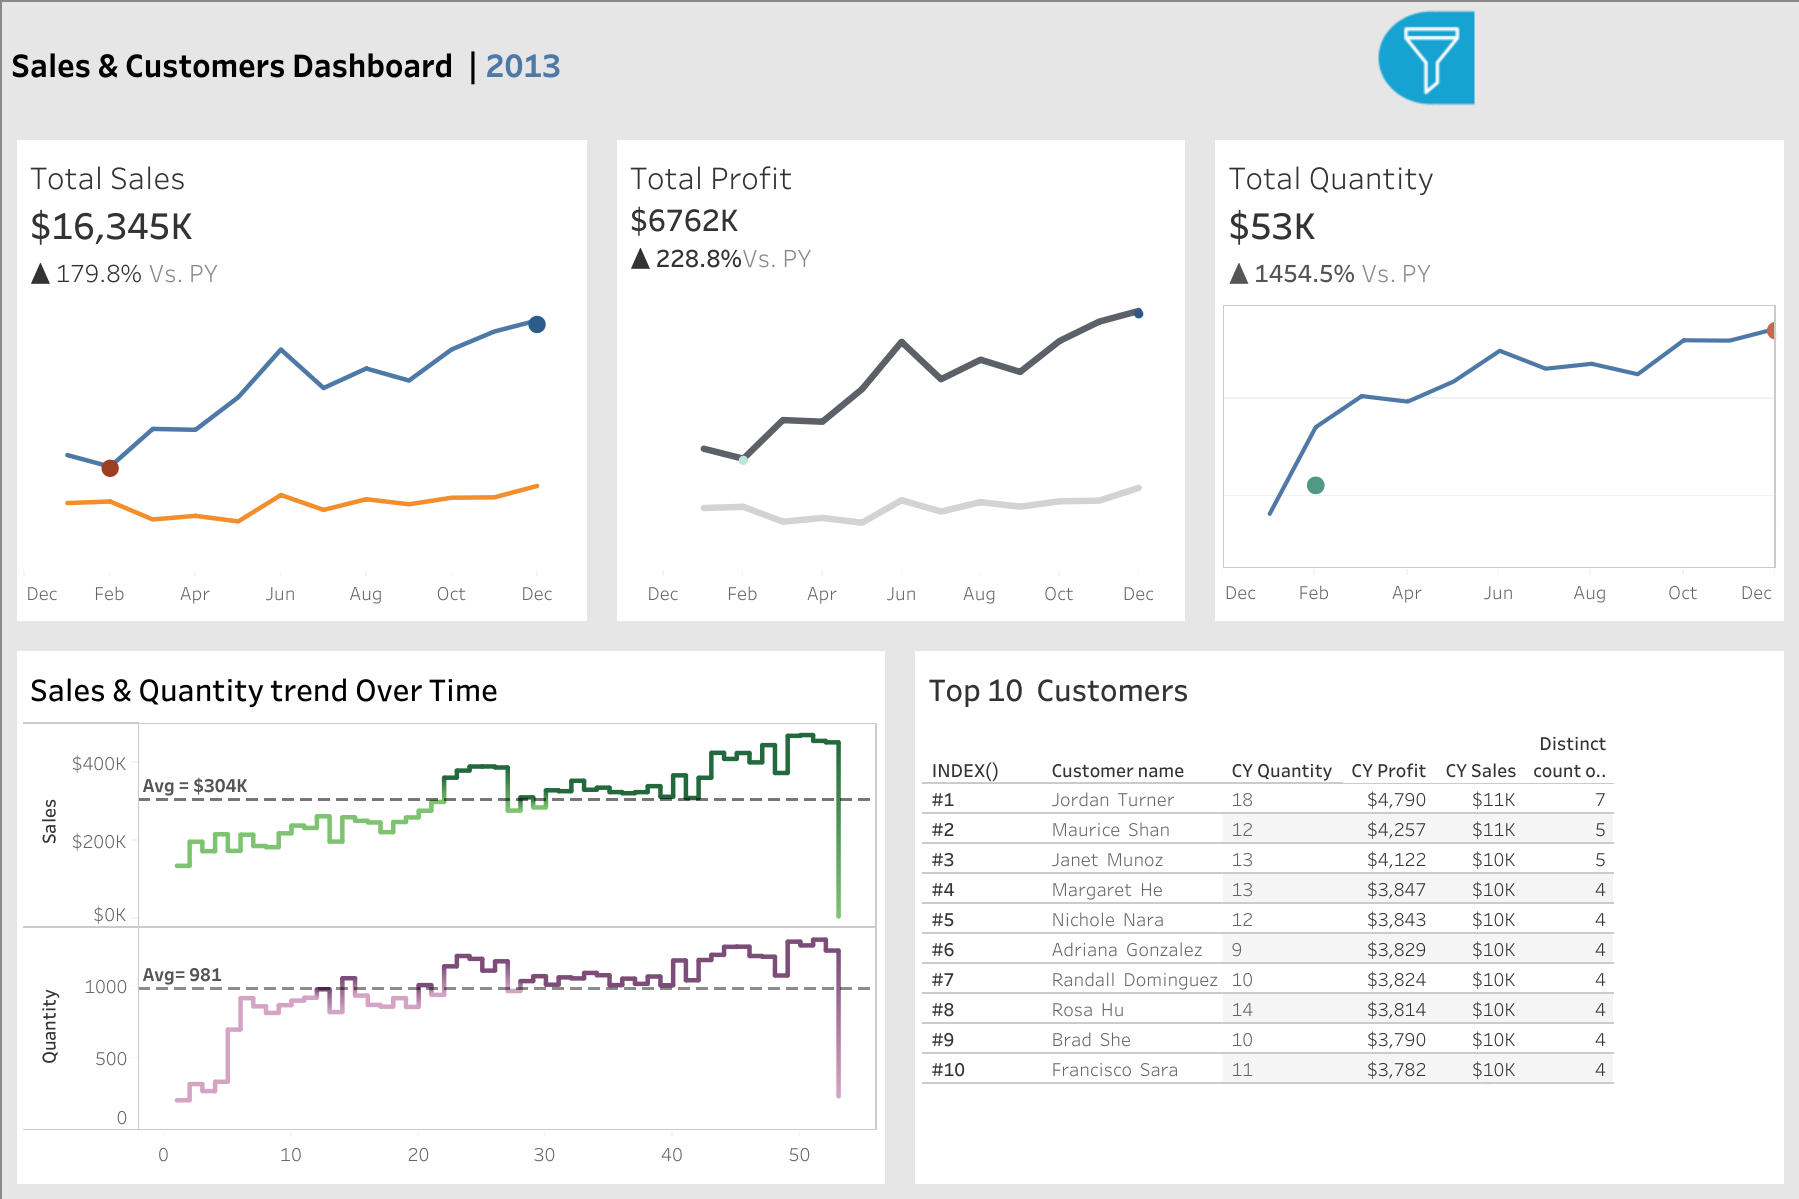 Sales & Customers Dashboard | 2013
Total Sales
$16,345K
▲ 179.8% Vs. PY
Dec Feb Apr Jun Aug Oct Dec
Total Profit
$6762K
▲ 228.8%Vs. PY
Dec Feb Apr Jun Aug Oct Dec
Total Quantity
$53K
▲ 1454.5% Vs. PY
Dec Feb Apr Jun Aug Oct Dec
Sales & Quantity trend Over Time
Sales
$400K
$200K
$0K
Avg = $304K
Quantity
1000
500
0
Avg= 981
0 10 20 30 40 50
Top 10 Customers
Distinct
INDEX() Customer name CY Quantity CY Profit CY Sales count o..
#1 Jordan Turner 18 $4,790 $11K 7
#2 Maurice Shan 12 $4,257 $11K 5
#3 Janet Munoz 13 $4,122 $10K 5
#4 Margaret He 13 $3,847 $10K 4
#5 Nichole Nara 12 $3,843 $10K 4
#6 Adriana Gonzalez 9 $3,829 $10K 4
#7 Randall Dominguez 10 $3,824 $10K 4
#8 Rosa Hu 14 $3,814 $10K 4
#9 Brad She 10 $3,790 $10K 4
#10 Francisco Sara 11 $3,782 $10K 4